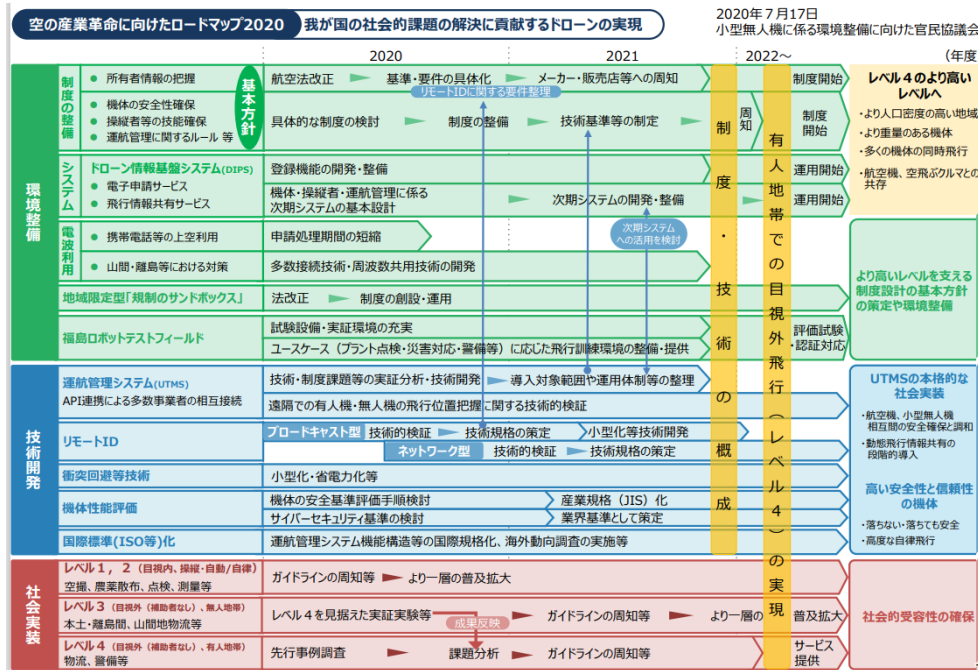 空の産業革命に向けたロードマップ2020
我が国の社会的課題の解決に貢献するドローンの実現
2020年7月17日
小型無人機に係る環境整備に向けた官民協議会
2020
2021
2022～
(年度
環境整備
制度の整備
● 所有者情報の把握
● 機体の安全性確保
● 操縦者等の技能確保
● 運航管理に関するルール 等
基本方針
航空法改正
基準・要件の具体化
メーカー・販売店等への周知
制度開始
リモートIDに関する要件整理
具体的な制度の検討
制度の整備
技術基準等の制定
周知
制度
開始
システム
ドローン情報基盤システム(DIPS)
● 電子申請サービス
● 飛行情報共有サービス
登録機能の開発・整備
運用開始
機体・操縦者・運航管理に係る
次期システムの基本設計
次期システムの開発・整備
運用開始
電波利用
● 携帯電話等の上空利用
申請処理期間の短縮
次期システム
への活用を検討
● 山間・離島等における対策
多数接続技術・周波数共用技術の開発
地域限定型「規制のサンドボックス」
法改正
制度の創設・運用
福島ロボットテストフィールド
試験設備・実証環境の充実
ユースケース（プラント点検・災害対応・警備等）に応じた飛行訓練環境の整備・提供
評価試験
・認証対応
制度・技術の概成
有人地帯での目視外飛行（レベル４）の実現
レベル４のより高い
レベルへ
・より人口密度の高い地域
・より重量のある機体
・多くの機体の同時飛行
・航空機、空飛ぶクルマとの
共存
より高いレベルを支える
制度設計の基本方針
の策定や環境整備
技術開発
運航管理システム(UTMS)
API連携による多数事業者の相互接続
技術・制度課題等の実証分析・技術開発
導入対象範囲や運用体制等の整理
遠隔での有人機・無人機の飛行位置把握に関する技術的検証
リモートID
ブロードキャスト型
技術的検証
技術規格の策定
小型化等技術開発
ネットワーク型
技術的検証
技術規格の策定
衝突回避等技術
小型化・省電力化等
機体性能評価
機体の安全基準評価手順検討
産業規格（JIS）化
サイバーセキュリティ基準の検討
業界基準として策定
国際標準(ISO等)化
運航管理システム機能構造等の国際規格化、海外動向調査の実施等
UTMSの本格的な
社会実装
・航空機、小型無人機
相互間の安全確保と調和
・動態飛行情報共有の
段階的導入
高い安全性と信頼性
の機体
・落ちない・落ちても安全
・高度な自律飛行
社会実装
レベル１，２（目視内、操縦・自動/自律）
空撮、農薬散布、点検、測量等
ガイドラインの周知等
より一層の普及拡大
レベル３（目視外（補助者なし）、無人地帯）
本土・離島間、山間地物流等
レベル４を見据えた実証実験等
ガイドラインの周知等
より一層の
普及拡大
成果反映
レベル４（目視外（補助者なし）、有人地帯）
物流、警備等
先行事例調査
課題分析
ガイドラインの周知等
サービス
提供
社会的受容性の確保